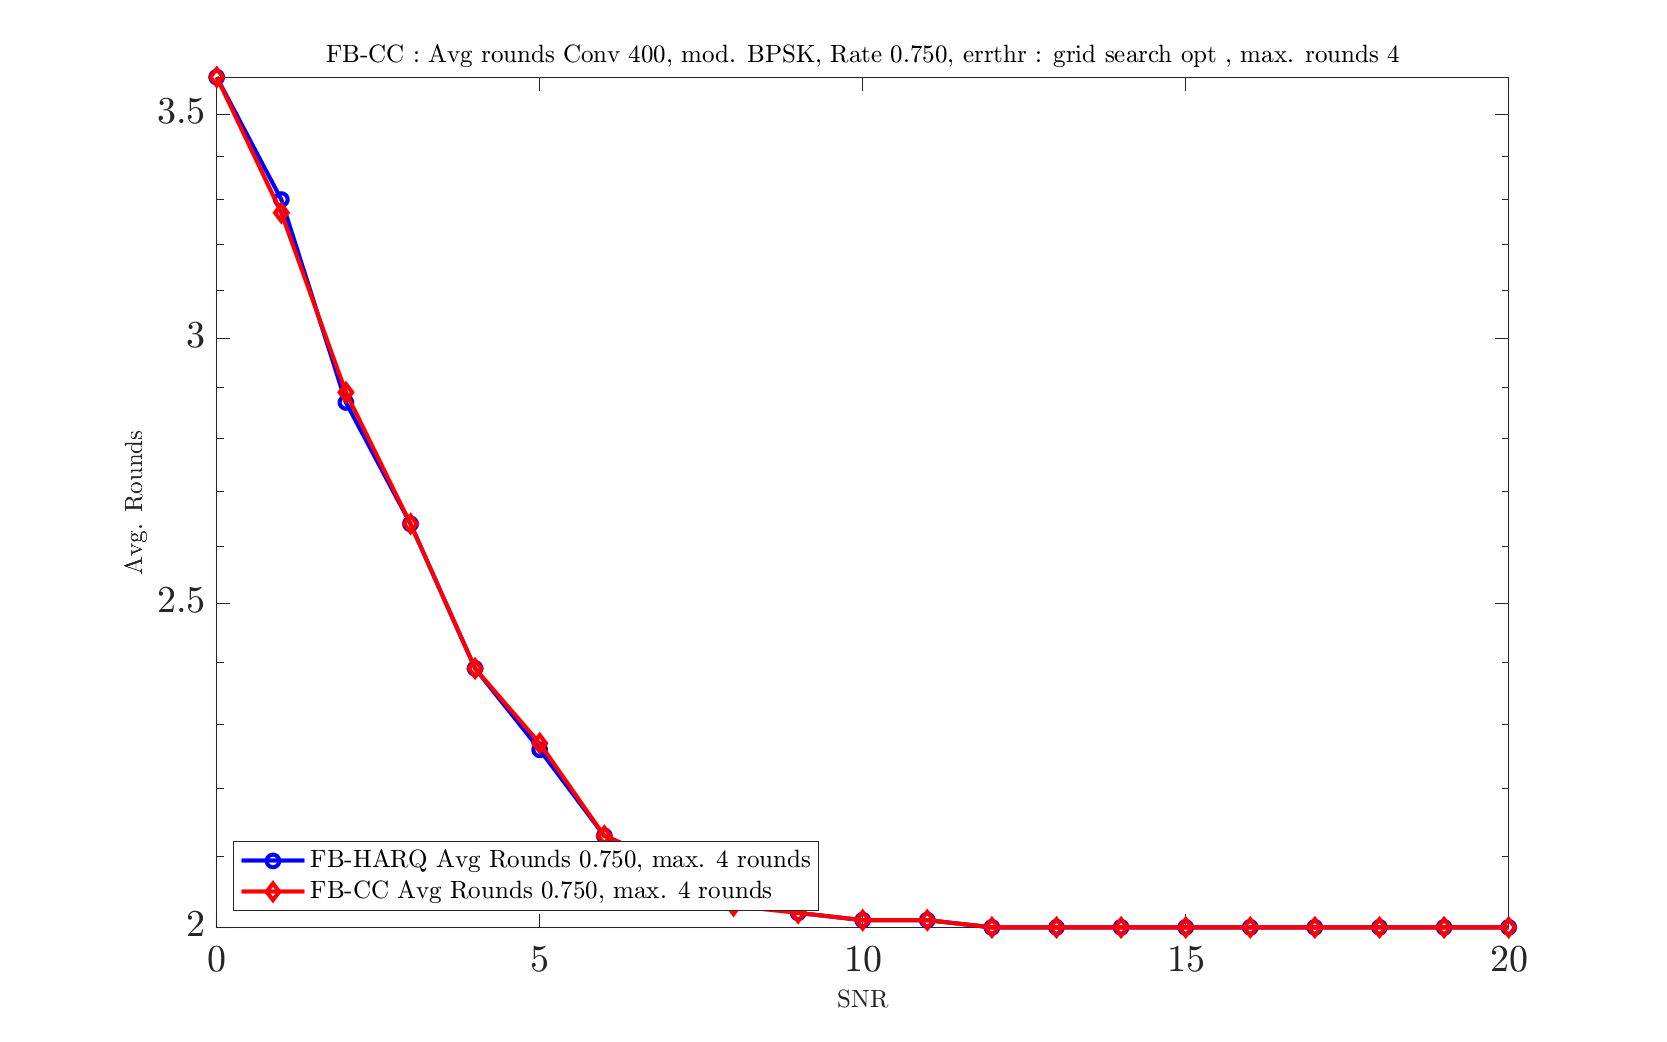 FB-CC : Avg rounds Conv 400, mod. BPSK, Rate 0.750, errthr : grid search opt , max. rounds 4
3.5
3
2.5
2
Avg. Rounds
FB-HARQ Avg Rounds 0.750, max. 4 rounds
FB-CC Avg Rounds 0.750, max. 4 rounds
0 5 10 15 20
SNR